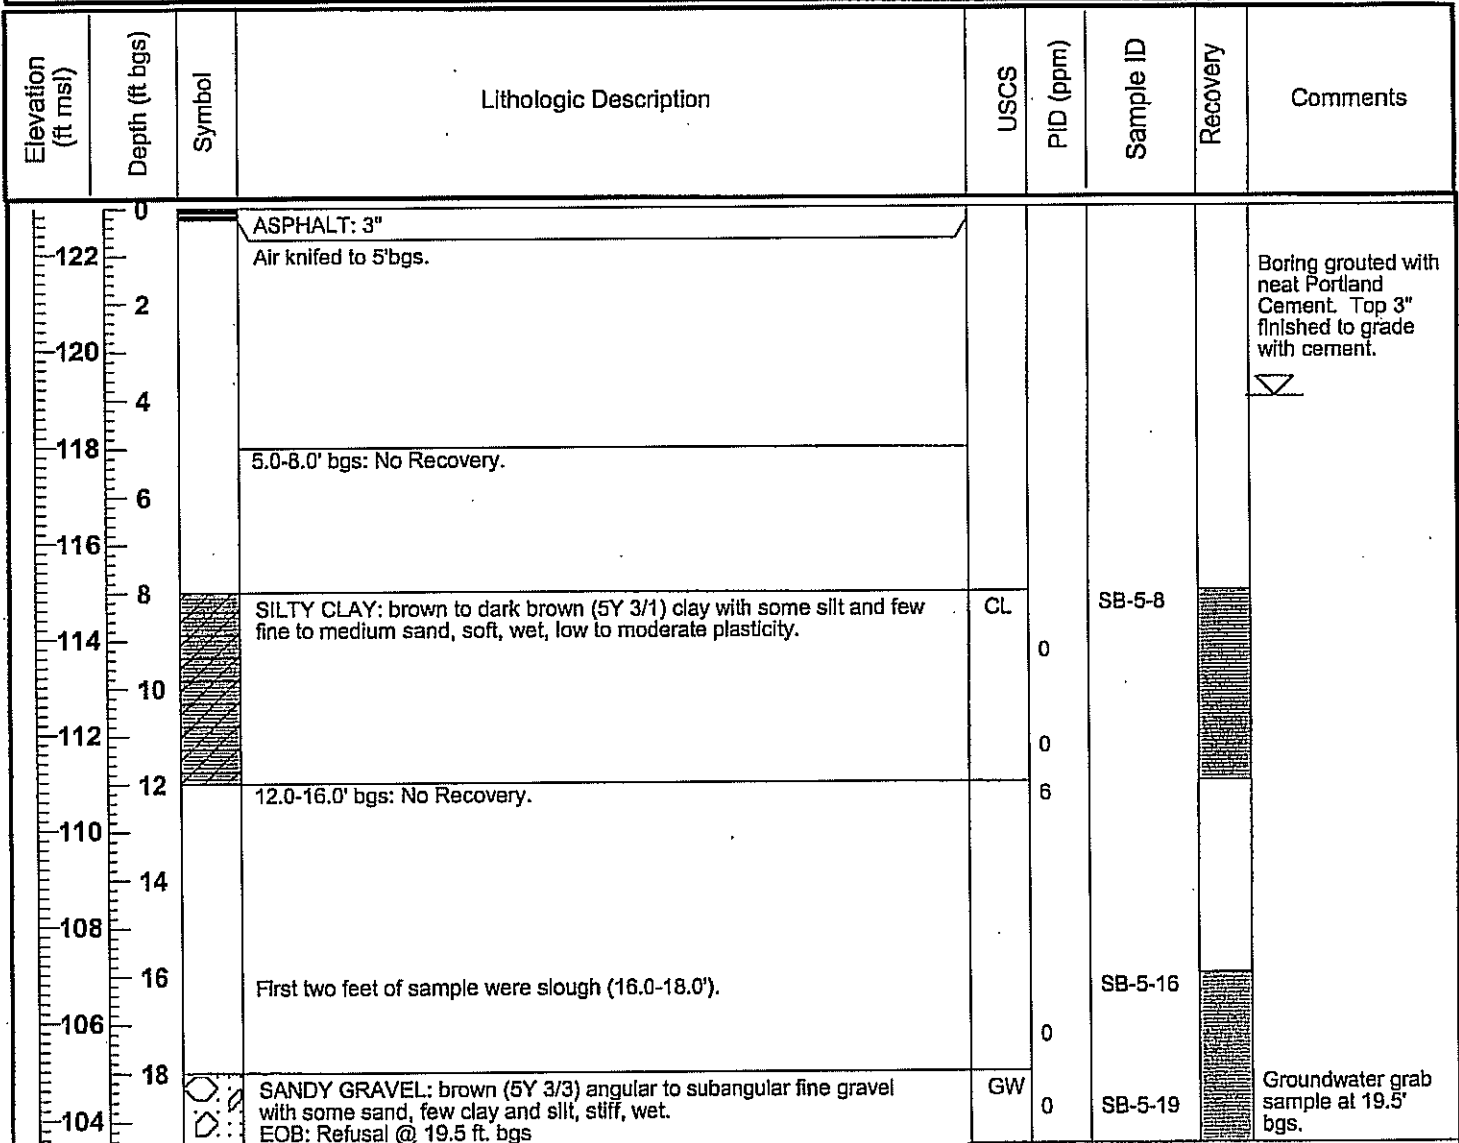 Elevation
(ft msl)
Depth (ft bgs)
Symbol
Lithologic Description
USCS
PID (ppm)
Sample ID
Recovery
Comments
0
ASPHALT: 3"
122
Air knifed to 5'bgs.
Boring grouted with
neat Portland
Cement. Top 3"
finished to grade
with cement.
2
120
4
118
5.0-8.0' bgs: No Recovery.
6
116
8
SILTY CLAY: brown to dark brown (5Y 3/1) clay with some silt and few
fine to medium sand, soft, wet, low to moderate plasticity.
CL
SB-5-8
114
0
10
112
0
12
12.0-16.0' bgs: No Recovery.
6
110
14
108
16
First two feet of sample were slough (16.0-18.0').
SB-5-16
106
0
18
SANDY GRAVEL: brown (5Y 3/3) angular to subangular fine gravel
with some sand, few clay and silt, stiff, wet.
EOB: Refusal @ 19.5 ft. bgs
GW
0
SB-5-19
Groundwater grab
sample at 19.5'
bgs.
104